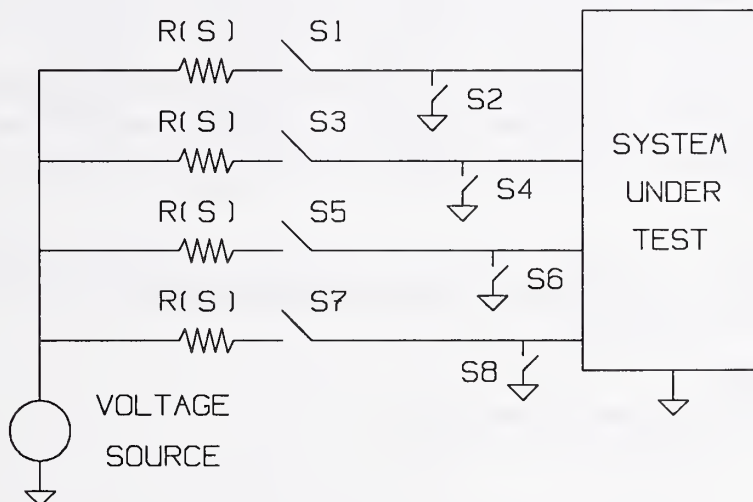 R(S) S1
S2
R(S) S3
S4
R(S) S5
S6
R(S) S7
S8
SYSTEM
UNDER
TEST
VOLTAGE
SOURCE